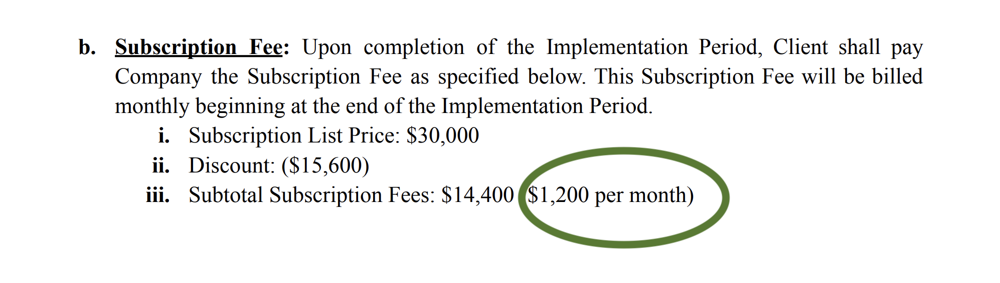 b. Subscription Fee: Upon completion of the Implementation Period, Client shall pay
Company the Subscription Fee as specified below. This Subscription Fee will be billed
monthly beginning at the end of the Implementation Period.
i. Subscription List Price: $30,000
ii. Discount: ($15,600)
iii. Subtotal Subscription Fees: $14,400 ($1,200 per month)